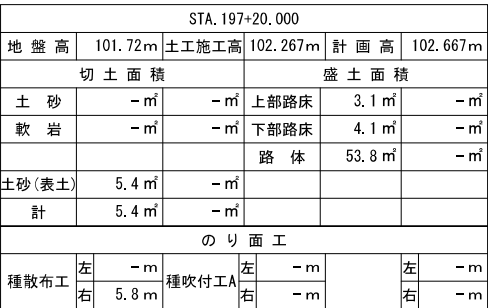 STA.197+20.000
地盤高 101.72m 土工施工高 102.267m 計画高 102.667m
切土面積 盛土面積
土砂 －㎡ －㎡ 上部路床 3.1㎡ －㎡
軟岩 －㎡ －㎡ 下部路床 4.1㎡ －㎡
路体 53.8㎡ －㎡
土砂(表土) 5.4㎡ －㎡
計 5.4㎡ －㎡
のり面工
種散布工 左 －m 種吹付工A 左 －m 左 －m
右 5.8m 右 －m 右 －m